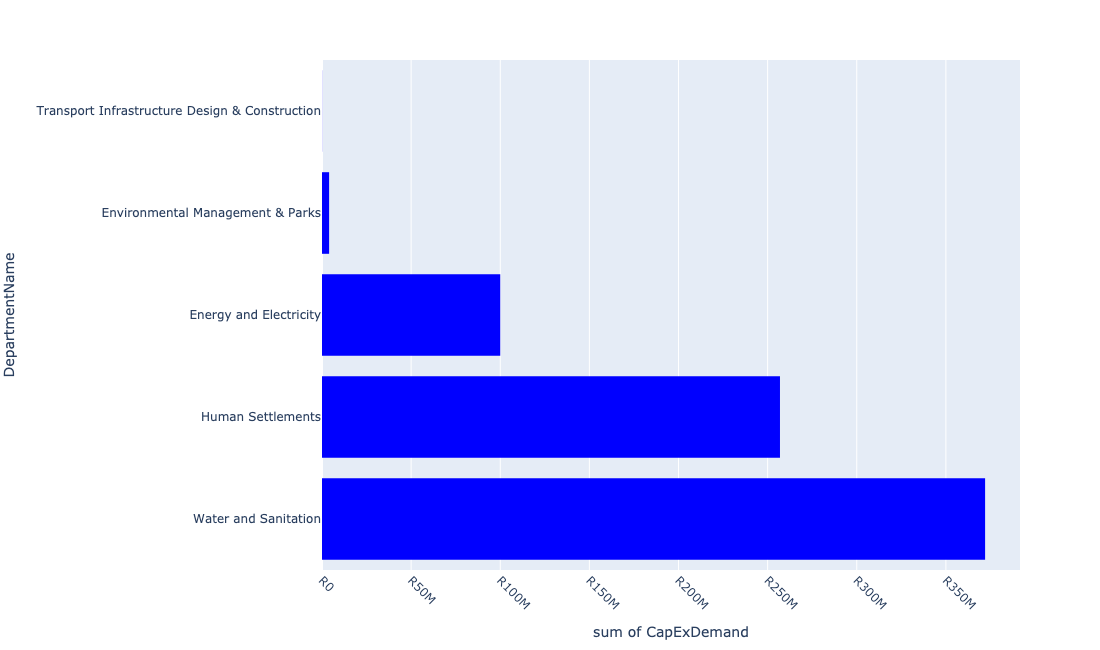 Transport Infrastructure Design & Construction
Environmental Management & Parks
Energy and Electricity
Human Settlements
Water and Sanitation
DepartmentName
R0
R50M
R100M
R150M
R200M
R250M
R300M
R350M
sum of CapExDemand